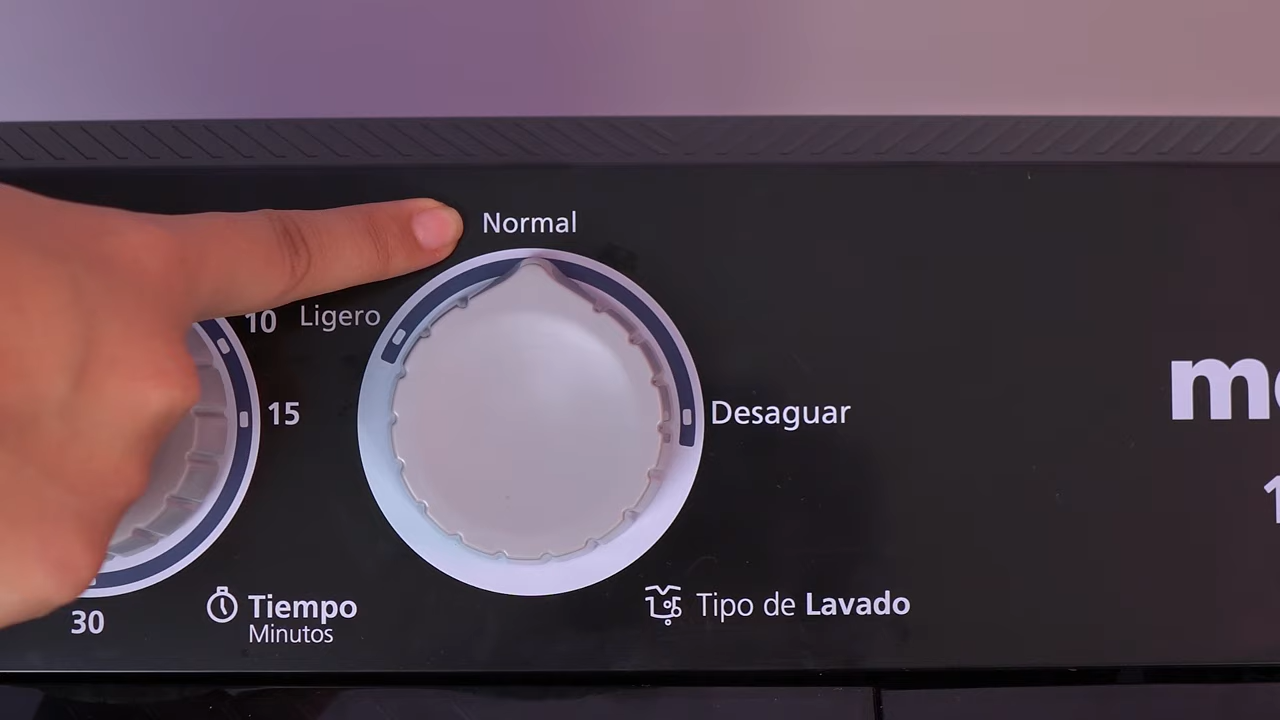 Normal
Ligero
10
15
Desaguar
30
Tiempo
Minutos
Tipo de Lavado